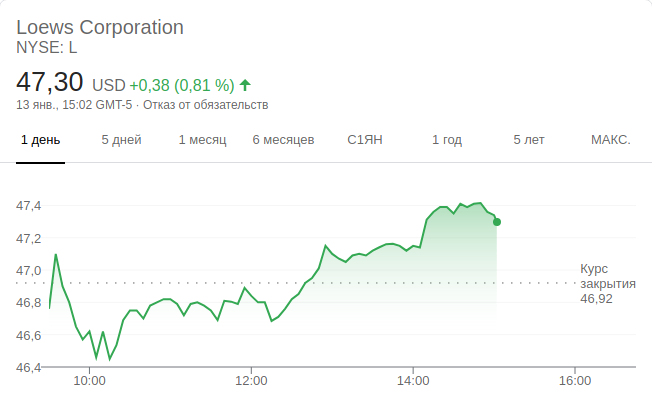 Loews Corporation
NYSE: L
47,30 USD +0,38 (0,81 %)
13 янв., 15:02 GMT-5 · Отказ от обязательств
1 день 5 дней 1 месяц 6 месяцев С1ЯН 1 год 5 лет МАКС.
47,4
47,2
47,0
46,8
46,6
46,4
Курс
закрытия
46,92
10:00 12:00 14:00 16:00